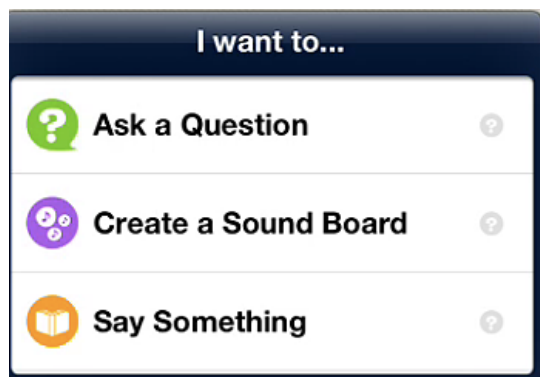 I want to...
Ask a Question
Create a Sound Board
Say Something